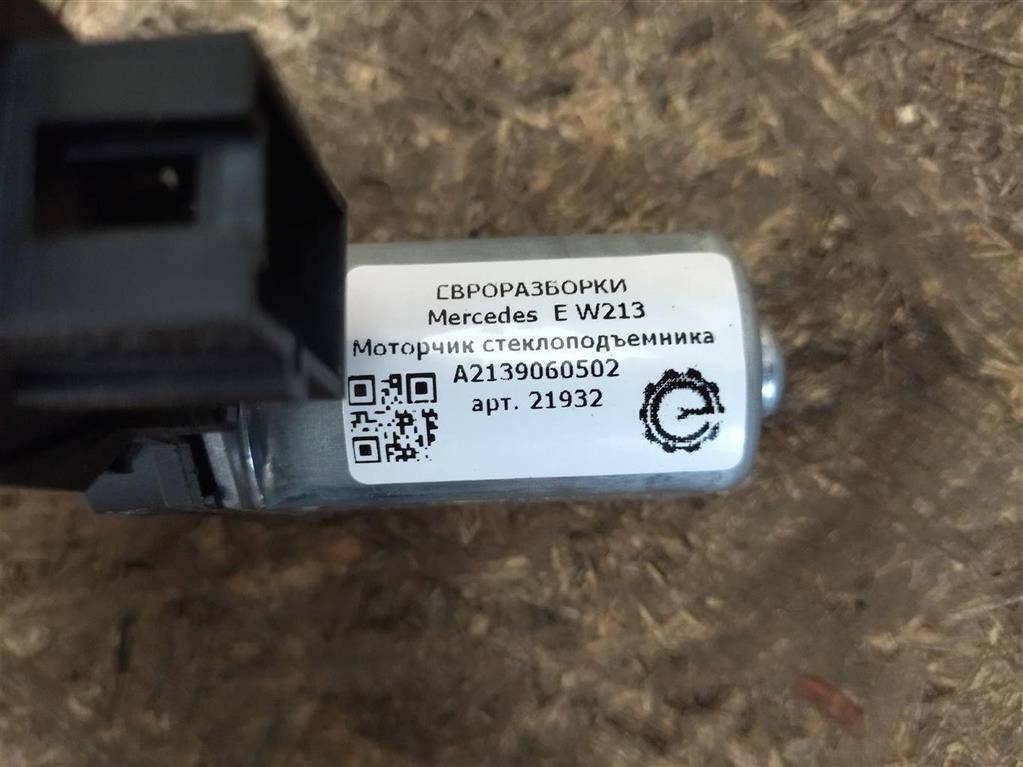 ЕВРОРАЗБОРКИ
Mercedes E W213
Моторчик стеклоподъемника
A2139060502
арт. 21932